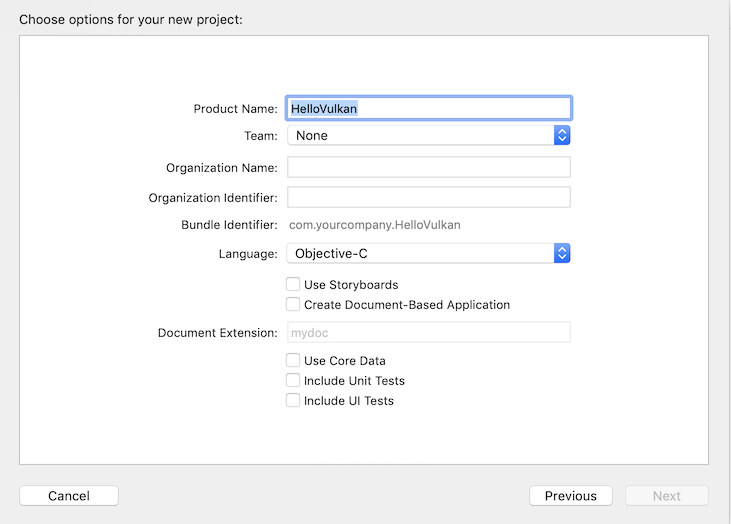 Choose options for your new project:
Product Name: HelloVulkan
Team: None
Organization Name:
Organization Identifier:
Bundle Identifier: com.yourcompany.HelloVulkan
Language: Objective-C
Use Storyboards
Create Document-Based Application
Document Extension: mydoc
Use Core Data
Include Unit Tests
Include UI Tests
Cancel Previous Next